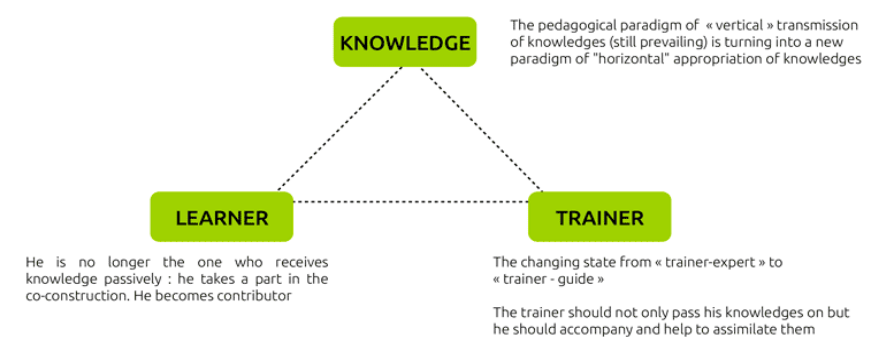 KNOWLEDGE
The pedagogical paradigm of « vertical » transmission
of knowledges (still prevailing) is turning into a new
paradigm of "horizontal" appropriation of knowledges
LEARNER
He is no longer the one who receives
knowledge passively : he takes a part in the
co-construction. He becomes contributor
TRAINER
The changing state from « trainer-expert » to
« trainer - guide »
The trainer should not only pass his knowledges on but
he should accompany and help to assimilate them